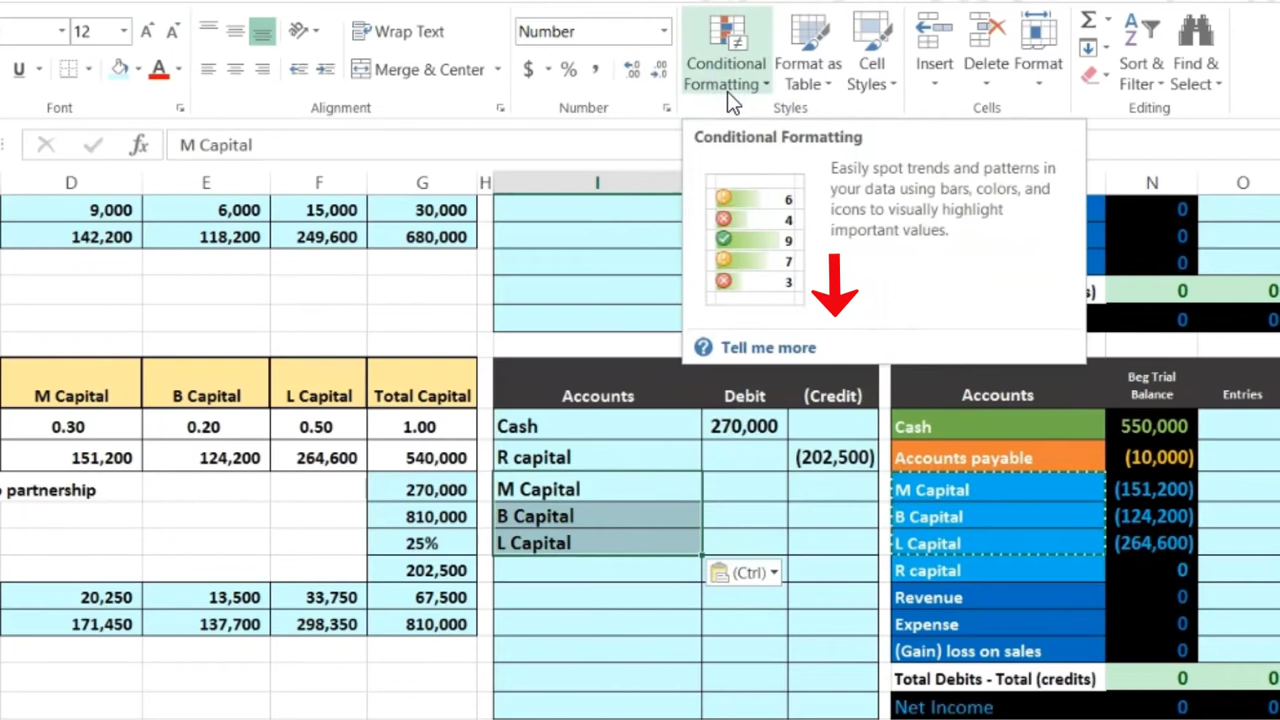 12 Wrap Text Number
Conditional Formatting Format as Table Cell Styles Insert Delete Format Sort & Filter Find & Select
U A Merge & Center $ % ,
Font Alignment Number Styles Cells Editing
fx M Capital
Conditional Formatting
Easily spot trends and patterns in
your data using bars, colors, and
icons to visually highlight
important values.
6
4
9
7
3
Tell me more
D E F G H I N O
9,000 6,000 15,000 30,000 0
142,200 118,200 249,600 680,000 0
0
s) 0 0
0 0
M Capital B Capital L Capital Total Capital Accounts Debit (Credit) Accounts Beg Trial Balance Entries
0.30 0.20 0.50 1.00 Cash 270,000 Cash 550,000
151,200 124,200 264,600 540,000 R capital (202,500) Accounts payable (10,000)
partnership 270,000 M Capital M Capital (151,200)
810,000 B Capital B Capital (124,200)
25% L Capital L Capital (264,600)
202,500 (Ctrl) R capital 0
20,250 13,500 33,750 67,500 Revenue 0
171,450 137,700 298,350 810,000 Expense 0
(Gain) loss on sales 0
Total Debits - Total (credits) 0 0
Net Income 0 0